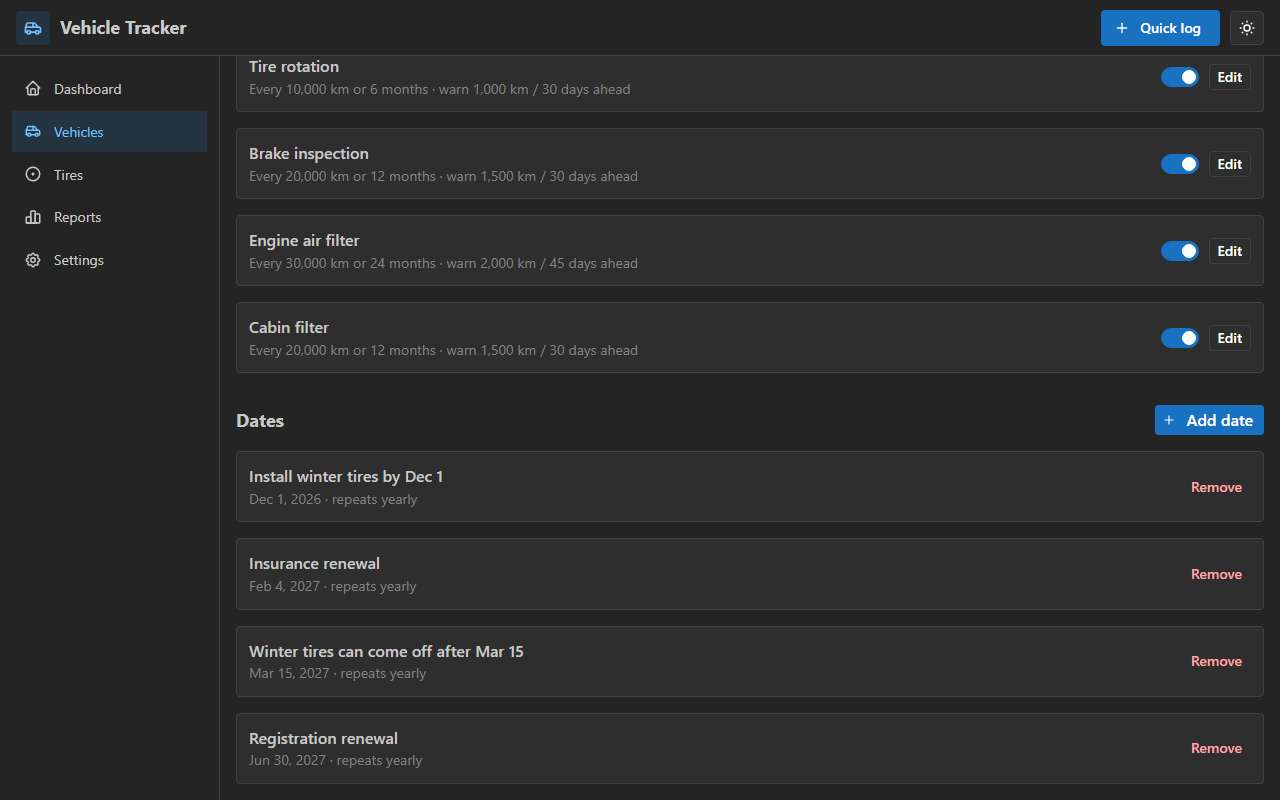 Vehicle Tracker
Quick log
Dashboard
Vehicles
Tires
Reports
Settings
Tire rotation
Every 10,000 km or 6 months · warn 1,000 km / 30 days ahead
Edit
Brake inspection
Every 20,000 km or 12 months · warn 1,500 km / 30 days ahead
Edit
Engine air filter
Every 30,000 km or 24 months · warn 2,000 km / 45 days ahead
Edit
Cabin filter
Every 20,000 km or 12 months · warn 1,500 km / 30 days ahead
Edit
Dates
Add date
Install winter tires by Dec 1
Dec 1, 2026 · repeats yearly
Remove
Insurance renewal
Feb 4, 2027 · repeats yearly
Remove
Winter tires can come off after Mar 15
Mar 15, 2027 · repeats yearly
Remove
Registration renewal
Jun 30, 2027 · repeats yearly
Remove